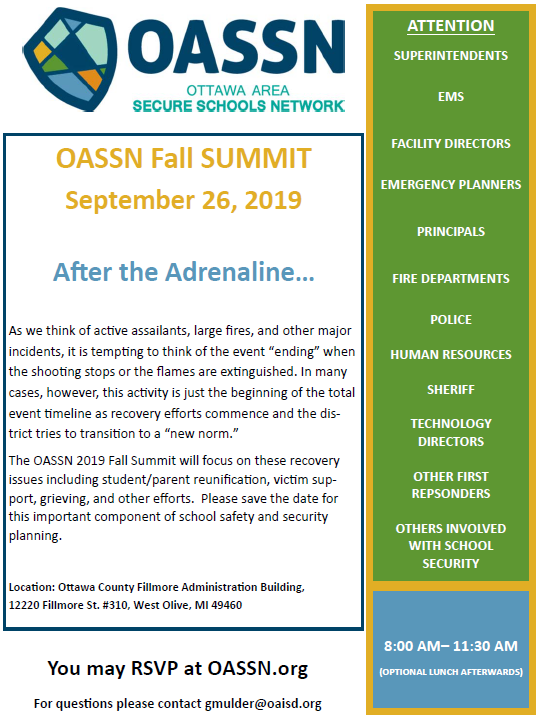 OASSN
OTTAWA AREA
SECURE SCHOOLS NETWORK
OASSN Fall SUMMIT
September 26, 2019
After the Adrenaline...
As we think of active assailants, large fires, and other major
incidents, it is tempting to think of the event “ending” when
the shooting stops or the flames are extinguished. In many
cases, however, this activity is just the beginning of the total
event timeline as recovery efforts commence and the dis-
trict tries to transition to a “new norm.”
The OASSN 2019 Fall Summit will focus on these recovery
issues including student/parent reunification, victim sup-
port, grieving, and other efforts.  Please save the date for
this important component of school safety and security
planning.
Location: Ottawa County Fillmore Administration Building,
12220 Fillmore St. #310, West Olive, MI 49460
You may RSVP at OASSN.org
For questions please contact gmulder@oaisd.org
ATTENTION
SUPERINTENDENTS
EMS
FACILITY DIRECTORS
EMERGENCY PLANNERS
PRINCIPALS
FIRE DEPARTMENTS
POLICE
HUMAN RESOURCES
SHERIFF
TECHNOLOGY
DIRECTORS
OTHER FIRST
REPSONDERS
OTHERS INVOLVED
WITH SCHOOL
SECURITY
8:00 AM– 11:30 AM
(OPTIONAL LUNCH AFTERWARDS)